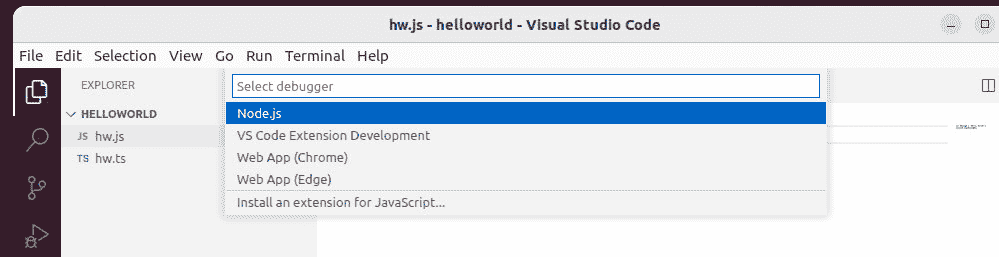 hw.js - helloworld - Visual Studio Code
File Edit Selection View Go Run Terminal Help
EXPLORER
Select debugger
HELLOWORLD
Node.js
JS hw.js
VS Code Extension Development
TS hw.ts
Web App (Chrome)
Web App (Edge)
Install an extension for JavaScript...